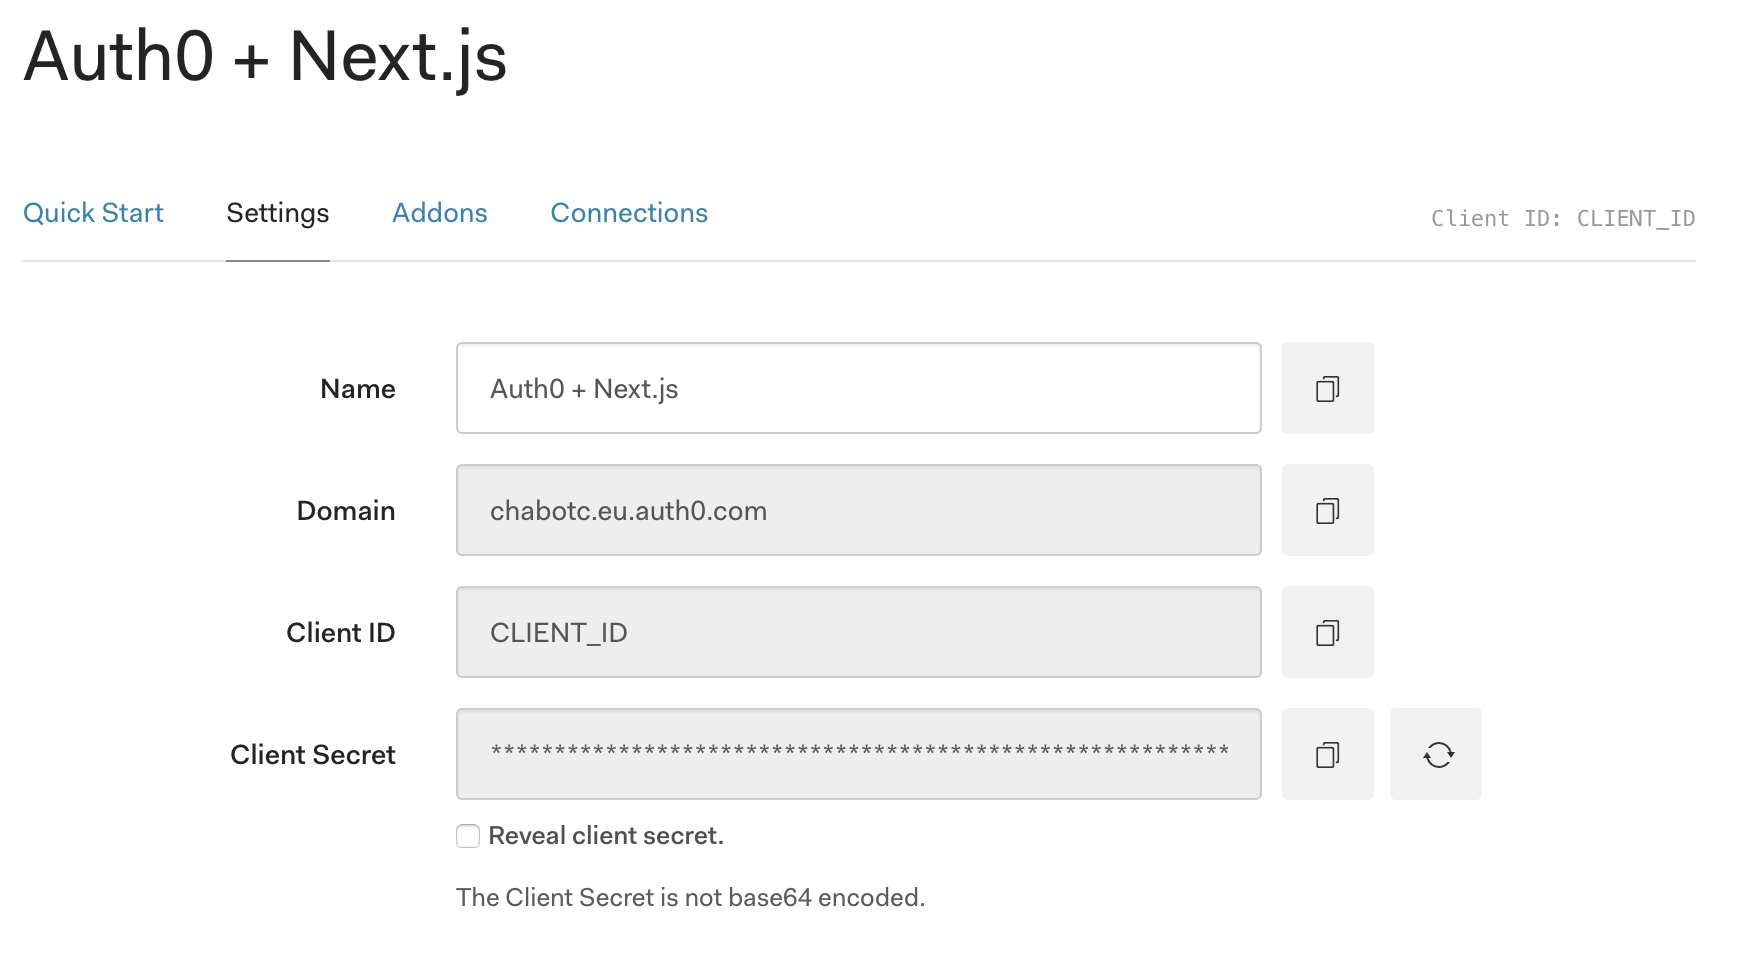 Auth0 + Next.js
Quick Start Settings Addons Connections Client ID: CLIENT_ID
Name Auth0 + Next.js
Domain chabotc.eu.auth0.com
Client ID CLIENT_ID
Client Secret **********************************************************
Reveal client secret.
The Client Secret is not base64 encoded.